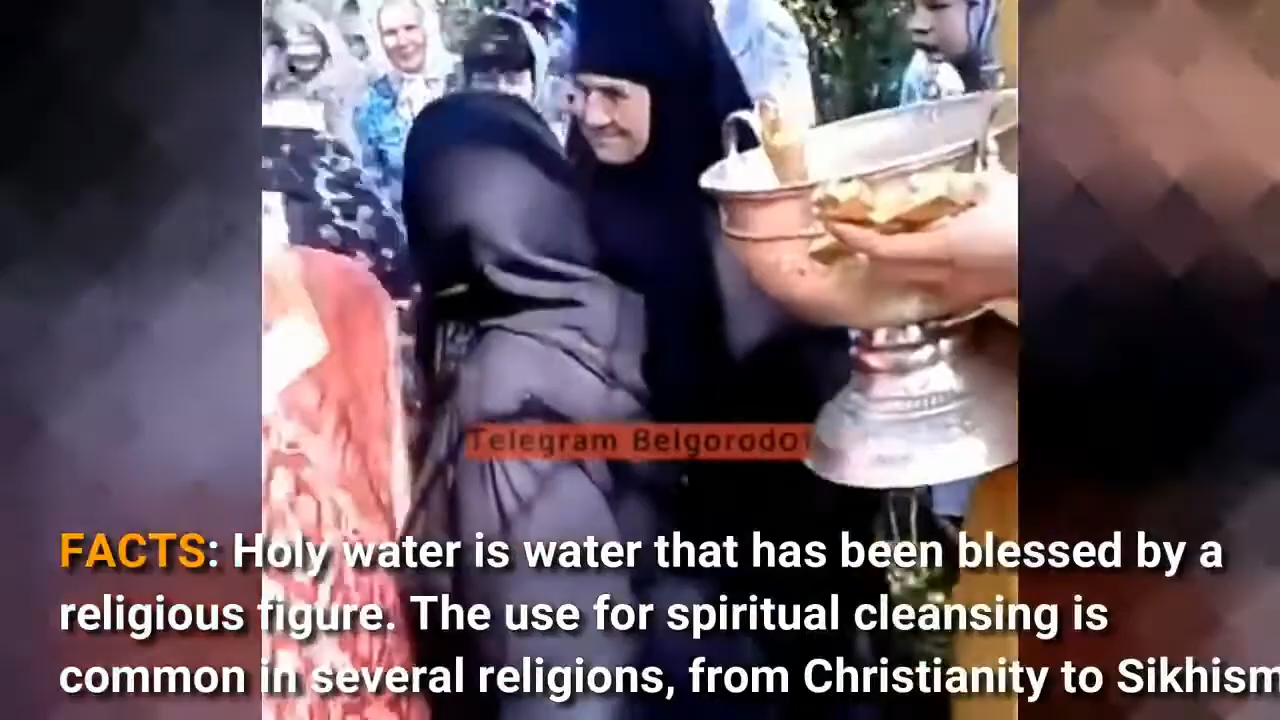 Telegram Belgorod01
FACTS: Holy water is water that has been blessed by a
religious figure. The use for spiritual cleansing is
common in several religions, from Christianity to Sikhism